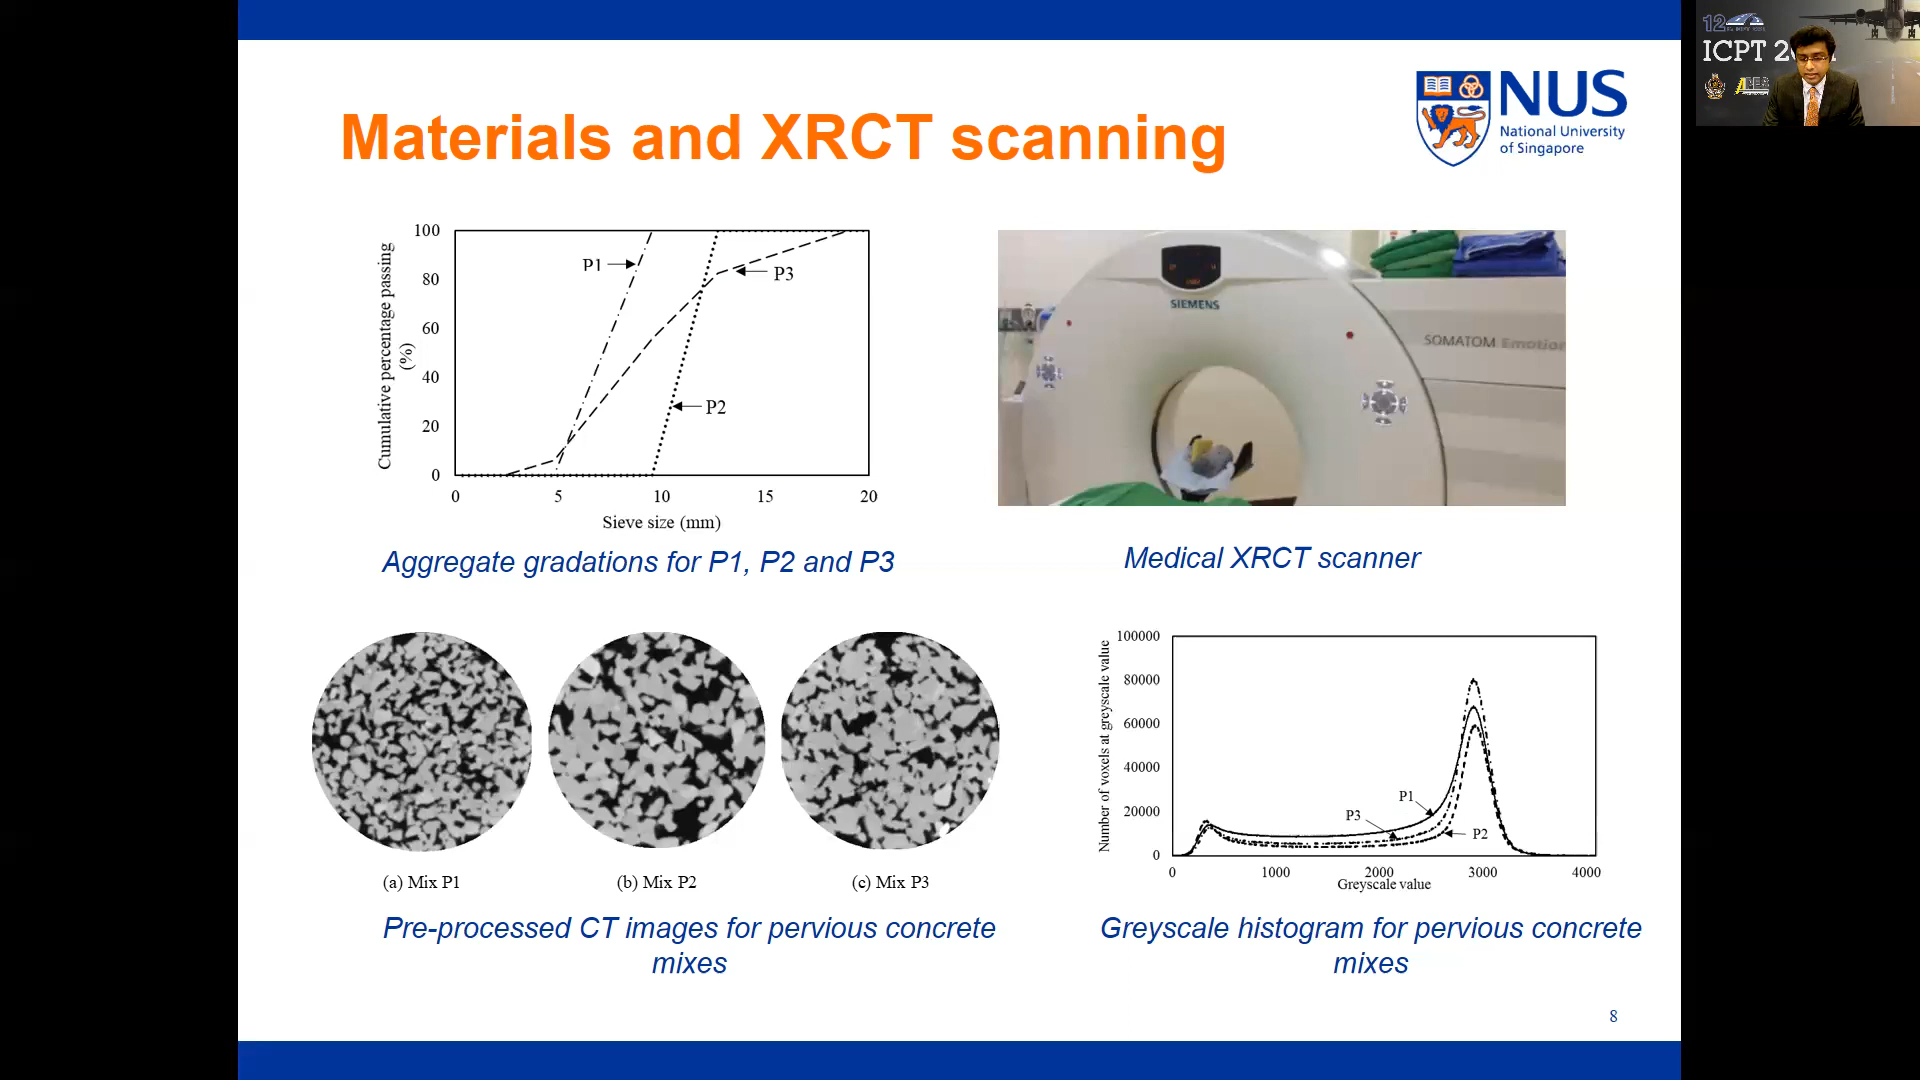 Materials and XRCT scanning
NUS
National University
of Singapore
12
ICPT 2
Cumulative percentage passing
(%)
100
80
60
40
20
0
0 5 10 15 20
Sieve size (mm)
P1
P3
P2
Aggregate gradations for P1, P2 and P3
SIEMENS
SOMATOM Emotion
Medical XRCT scanner
(a) Mix P1
(b) Mix P2
(c) Mix P3
Pre-processed CT images for pervious concrete
mixes
Number of voxels at greyscale value
100000
80000
60000
40000
20000
0
0 1000 2000 3000 4000
Greyscale value
P1
P3
P2
Greyscale histogram for pervious concrete
mixes
8